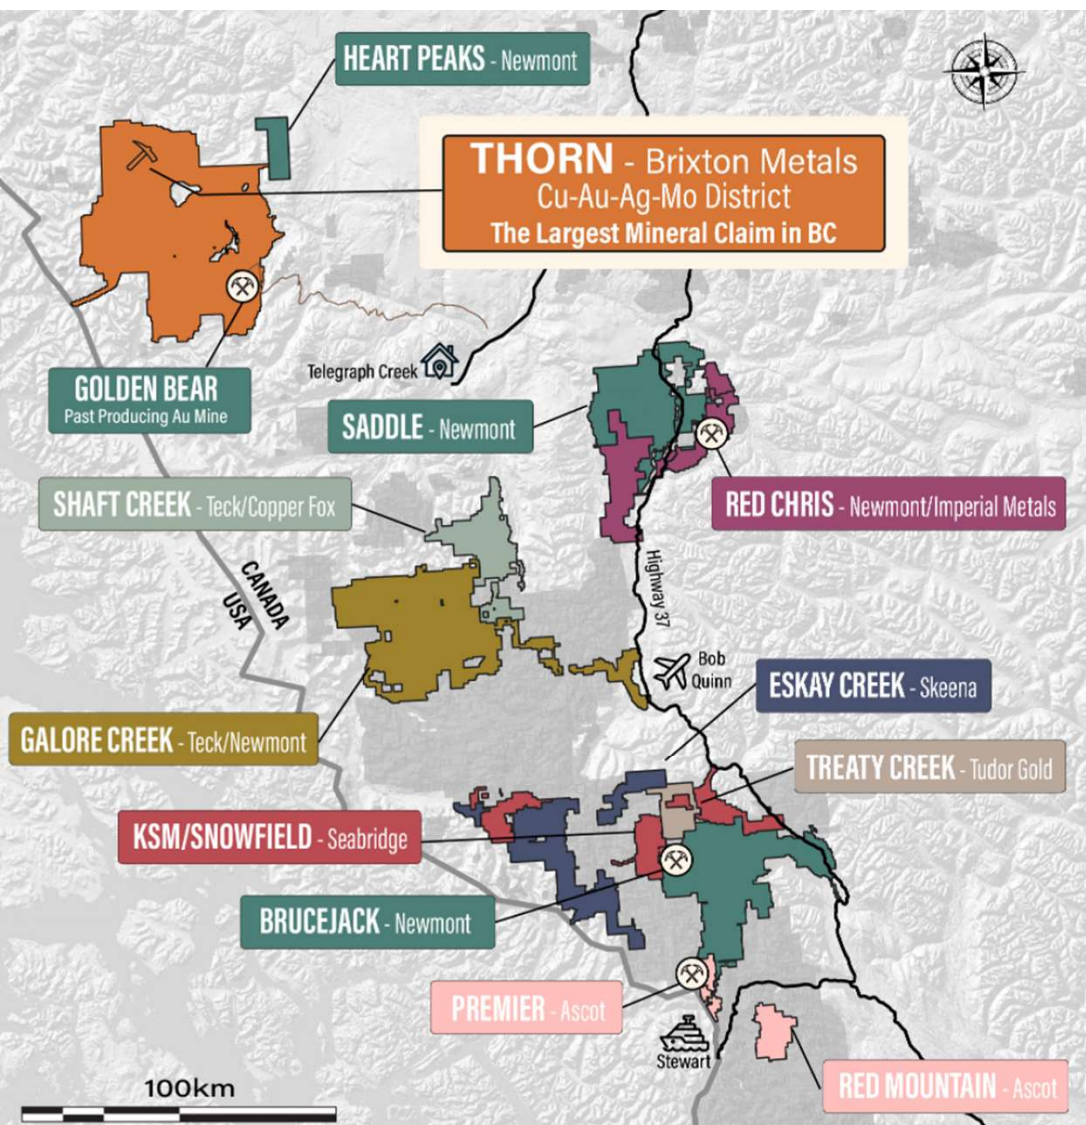 HEART PEAKS - Newmont
THORN - Brixton Metals
Cu-Au-Ag-Mo District
The Largest Mineral Claim in BC
Telegraph Creek
GOLDEN BEAR
Past Producing Au Mine
SADDLE - Newmont
SHAFT CREEK - Teck/Copper Fox
RED CHRIS - Newmont/Imperial Metals
CANADA
USA
Highway 37
Bob
Quinn
ESKAY CREEK - Skeena
GALORE CREEK - Teck/Newmont
TREATY CREEK - Tudor Gold
KSM/SNOWFIELD - Seabridge
BRUCEJACK - Newmont
PREMIER - Ascot
Stewart
RED MOUNTAIN - Ascot
100km